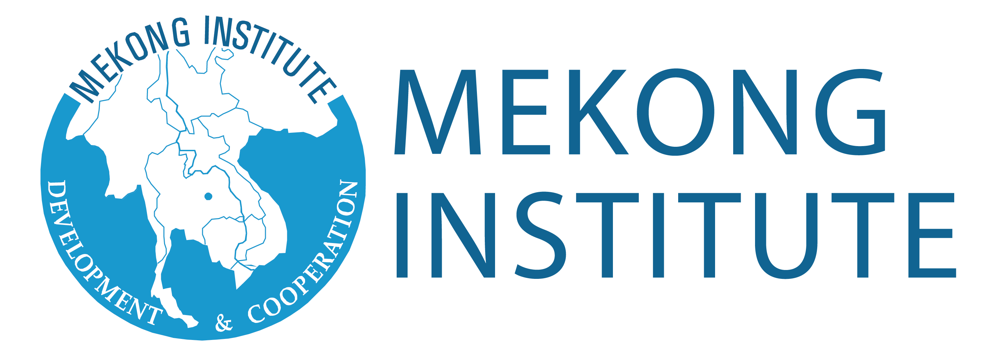 MEKONG INSTITUTE
DEVELOPMENT & COOPERATION
MEKONG
INSTITUTE